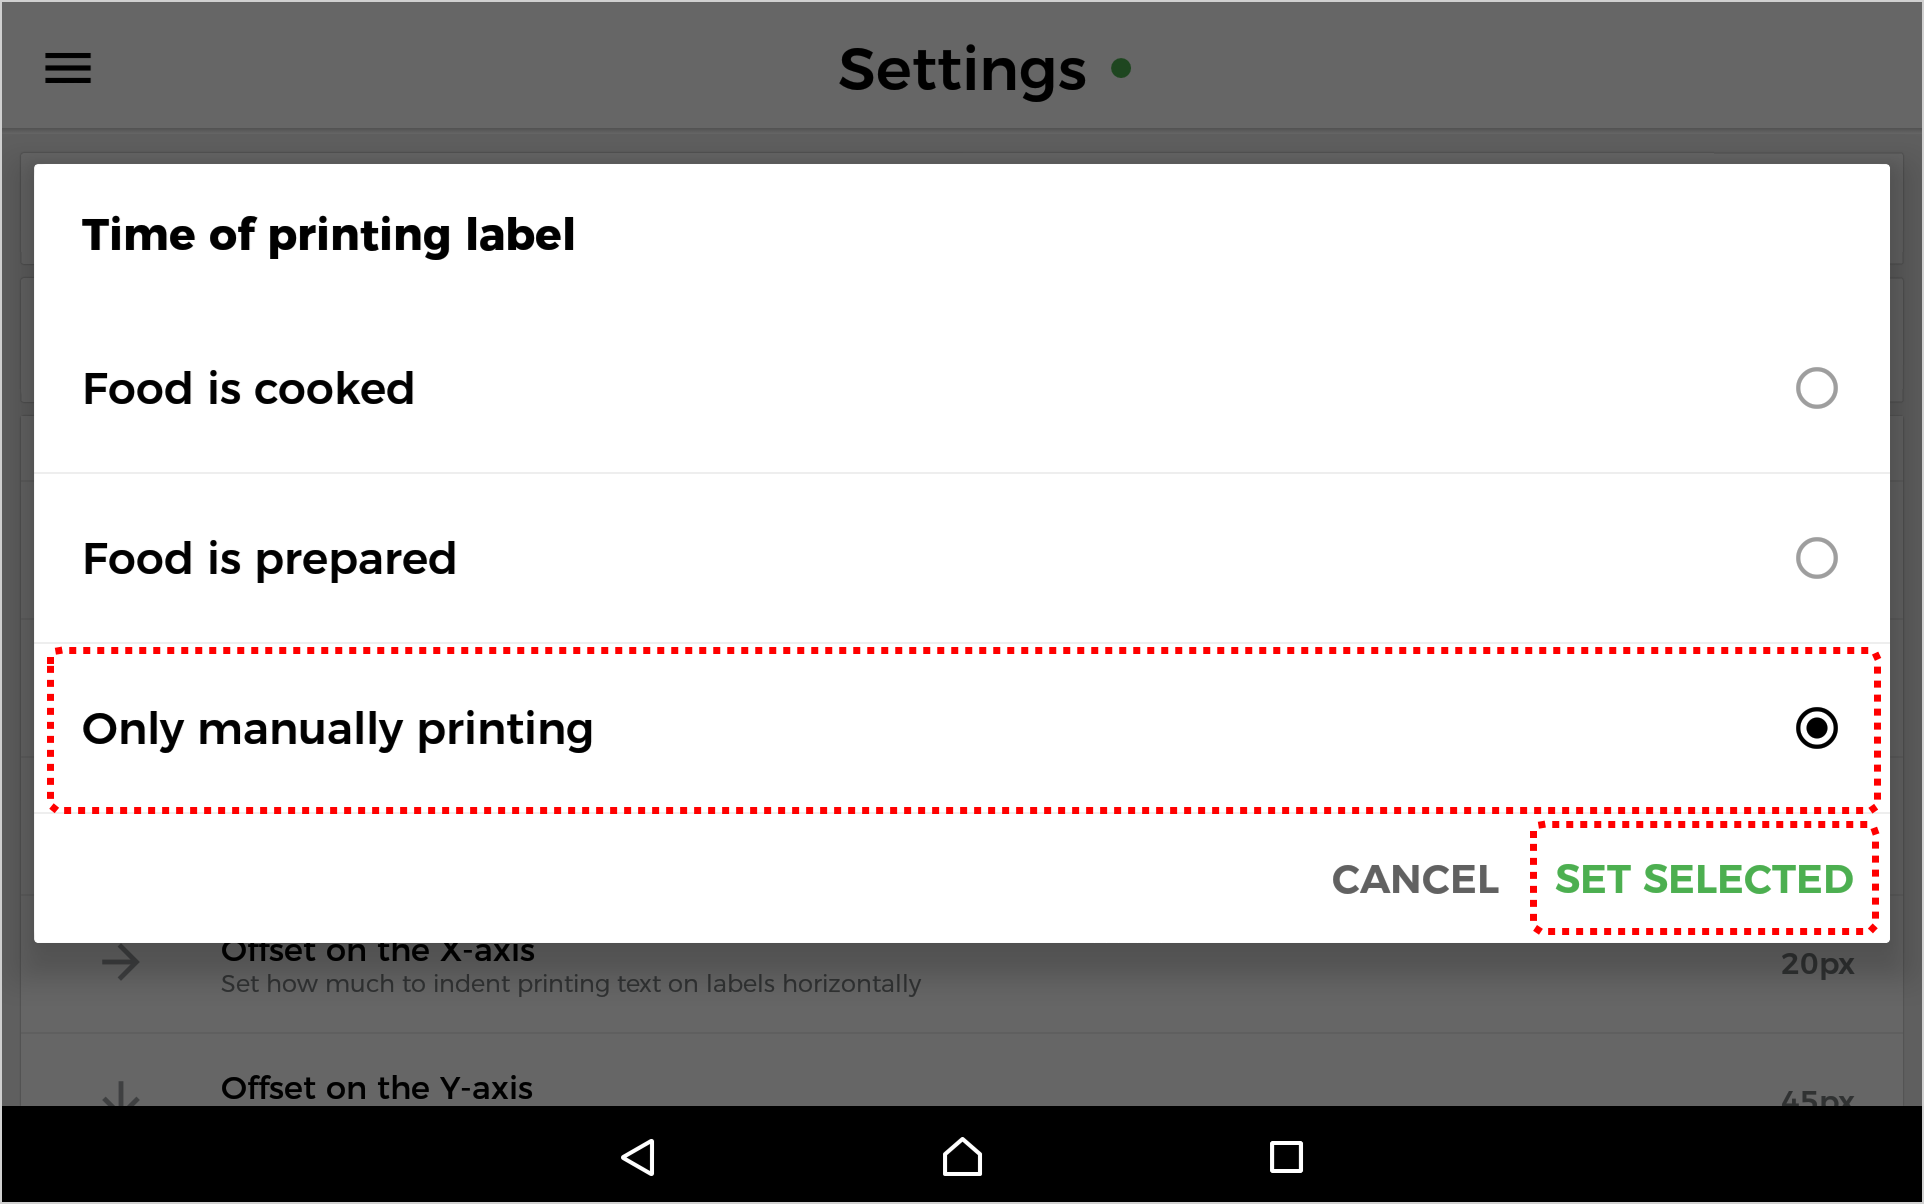 Settings
Time of printing label
Food is cooked
Food is prepared
Only manually printing
CANCEL SET SELECTED
Offset on the X-axis
Set how much to indent printing text on labels horizontally
20px
Offset on the Y-axis
45px